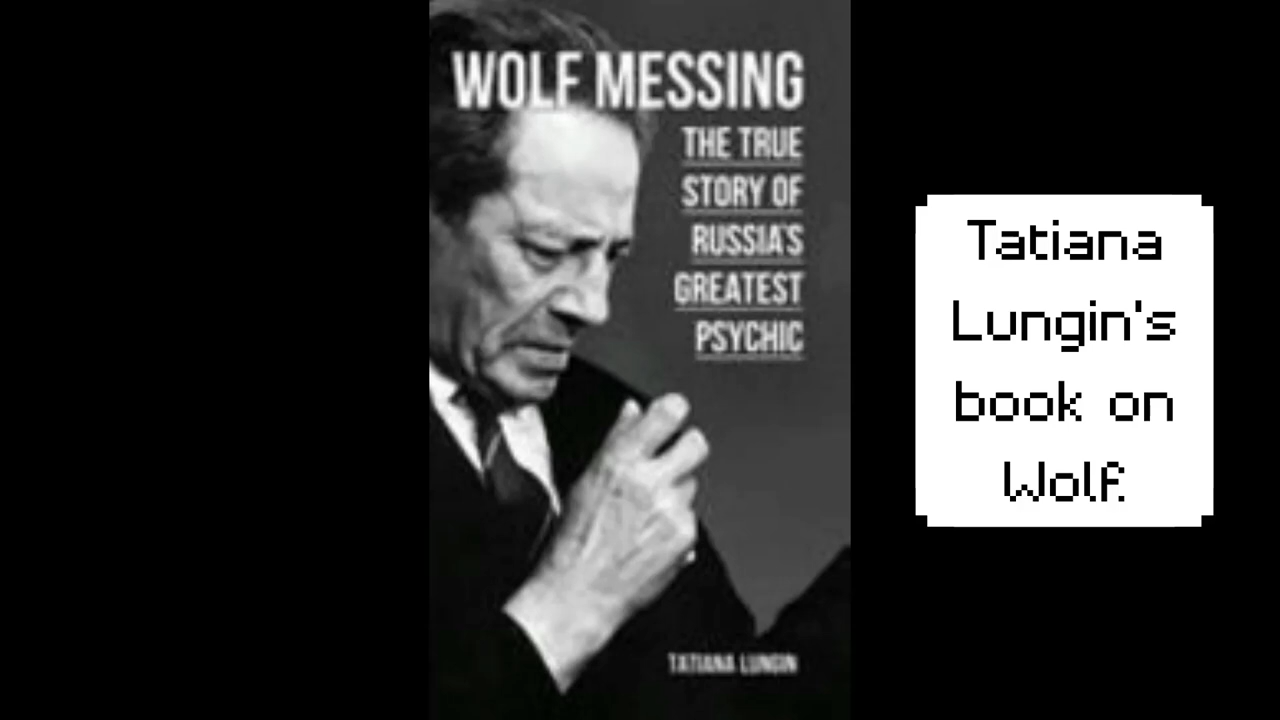 WOLF MESSING
THE TRUE
STORY OF
RUSSIA'S
GREATEST
PSYCHIC
TATIANA LUNGIN
Tatiana
Lungin's
book on
Wolf.